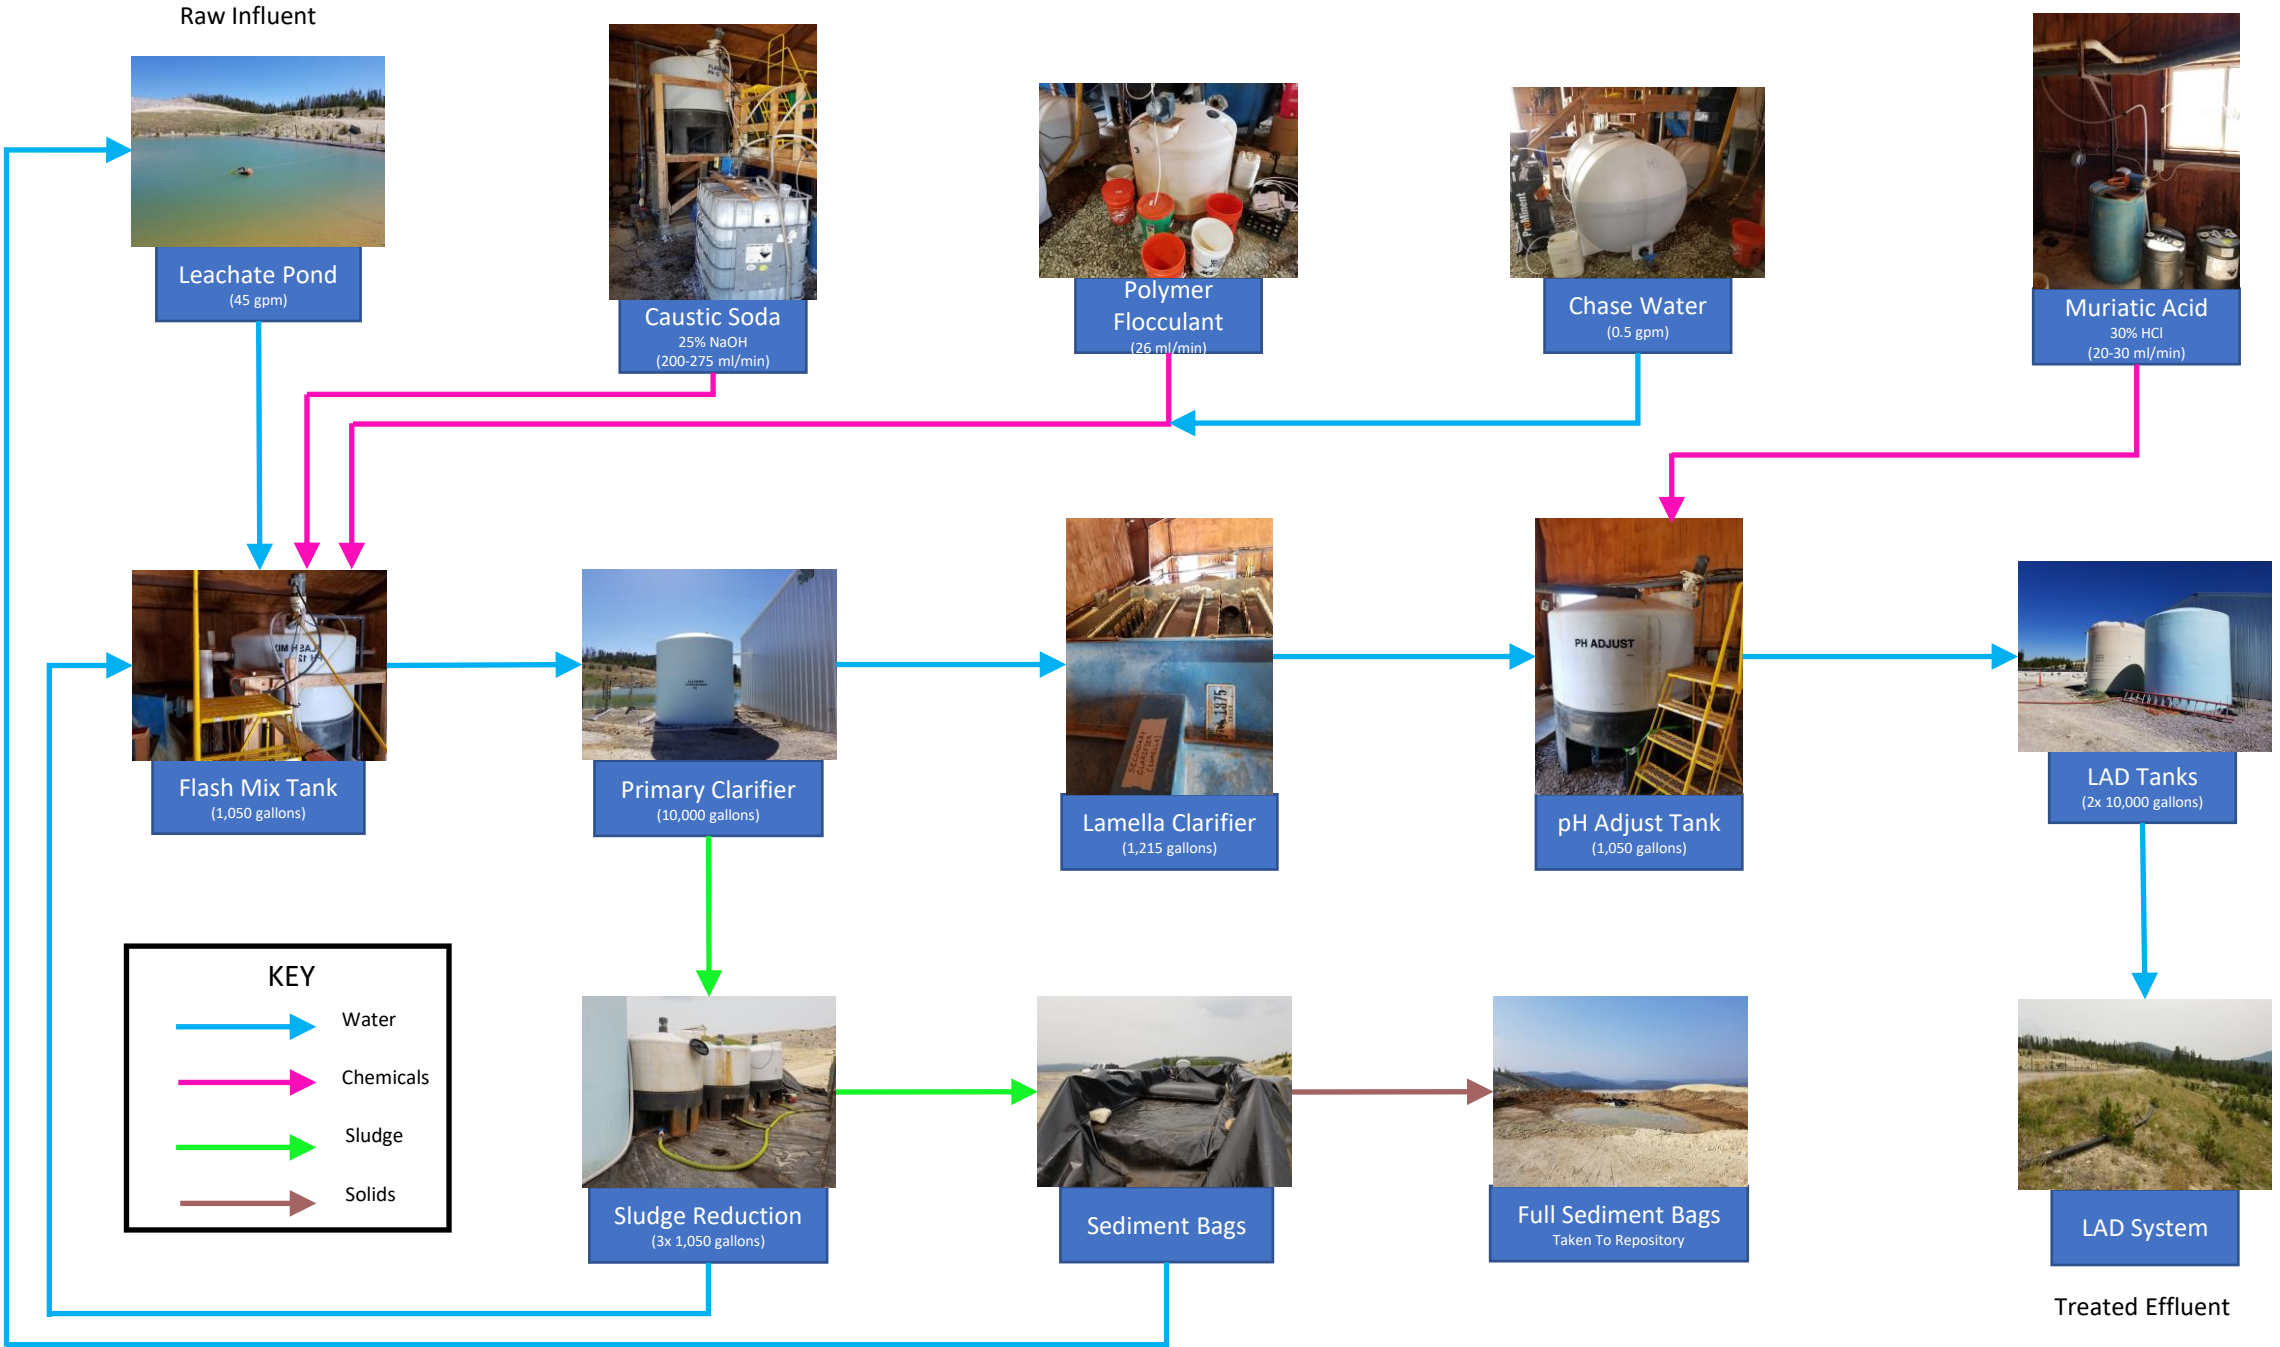 Raw Influent
Leachate Pond
(45 gpm)
Caustic Soda
25% NaOH
(200-275 ml/min)
Polymer
Flocculant
(26 ml/min)
ProMinent
Chase Water
(0.5 gpm)
Muriatic Acid
30% HCl
(20-30 ml/min)
Flash Mix Tank
(1,050 gallons)
Primary Clarifier
(10,000 gallons)
SECONDARY
CLARIFIER
(LAMELLA)
Lamella Clarifier
(1,215 gallons)
PH ADJUST
pH Adjust Tank
(1,050 gallons)
LAD Tanks
(2x 10,000 gallons)
KEY
Water
Chemicals
Sludge
Solids
Sludge Reduction
(3x 1,050 gallons)
Sediment Bags
Full Sediment Bags
Taken To Repository
LAD System
Treated Effluent